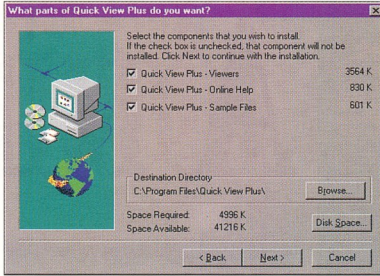 What parts of Quick View Plus do you want?
Select the components that you wish to install.
If the check box is unchecked, that component will not be
installed. Click Next to continue with the installation.
Quick View Plus - Viewers 3564 K
Quick View Plus - Online Help 830 K
Quick View Plus - Sample Files 601 K
Destination Directory
C:\Program Files\Quick View Plus\
Browse...
Space Required: 4996 K
Space Available: 41216 K
Disk Space...
< Back
Next >
Cancel